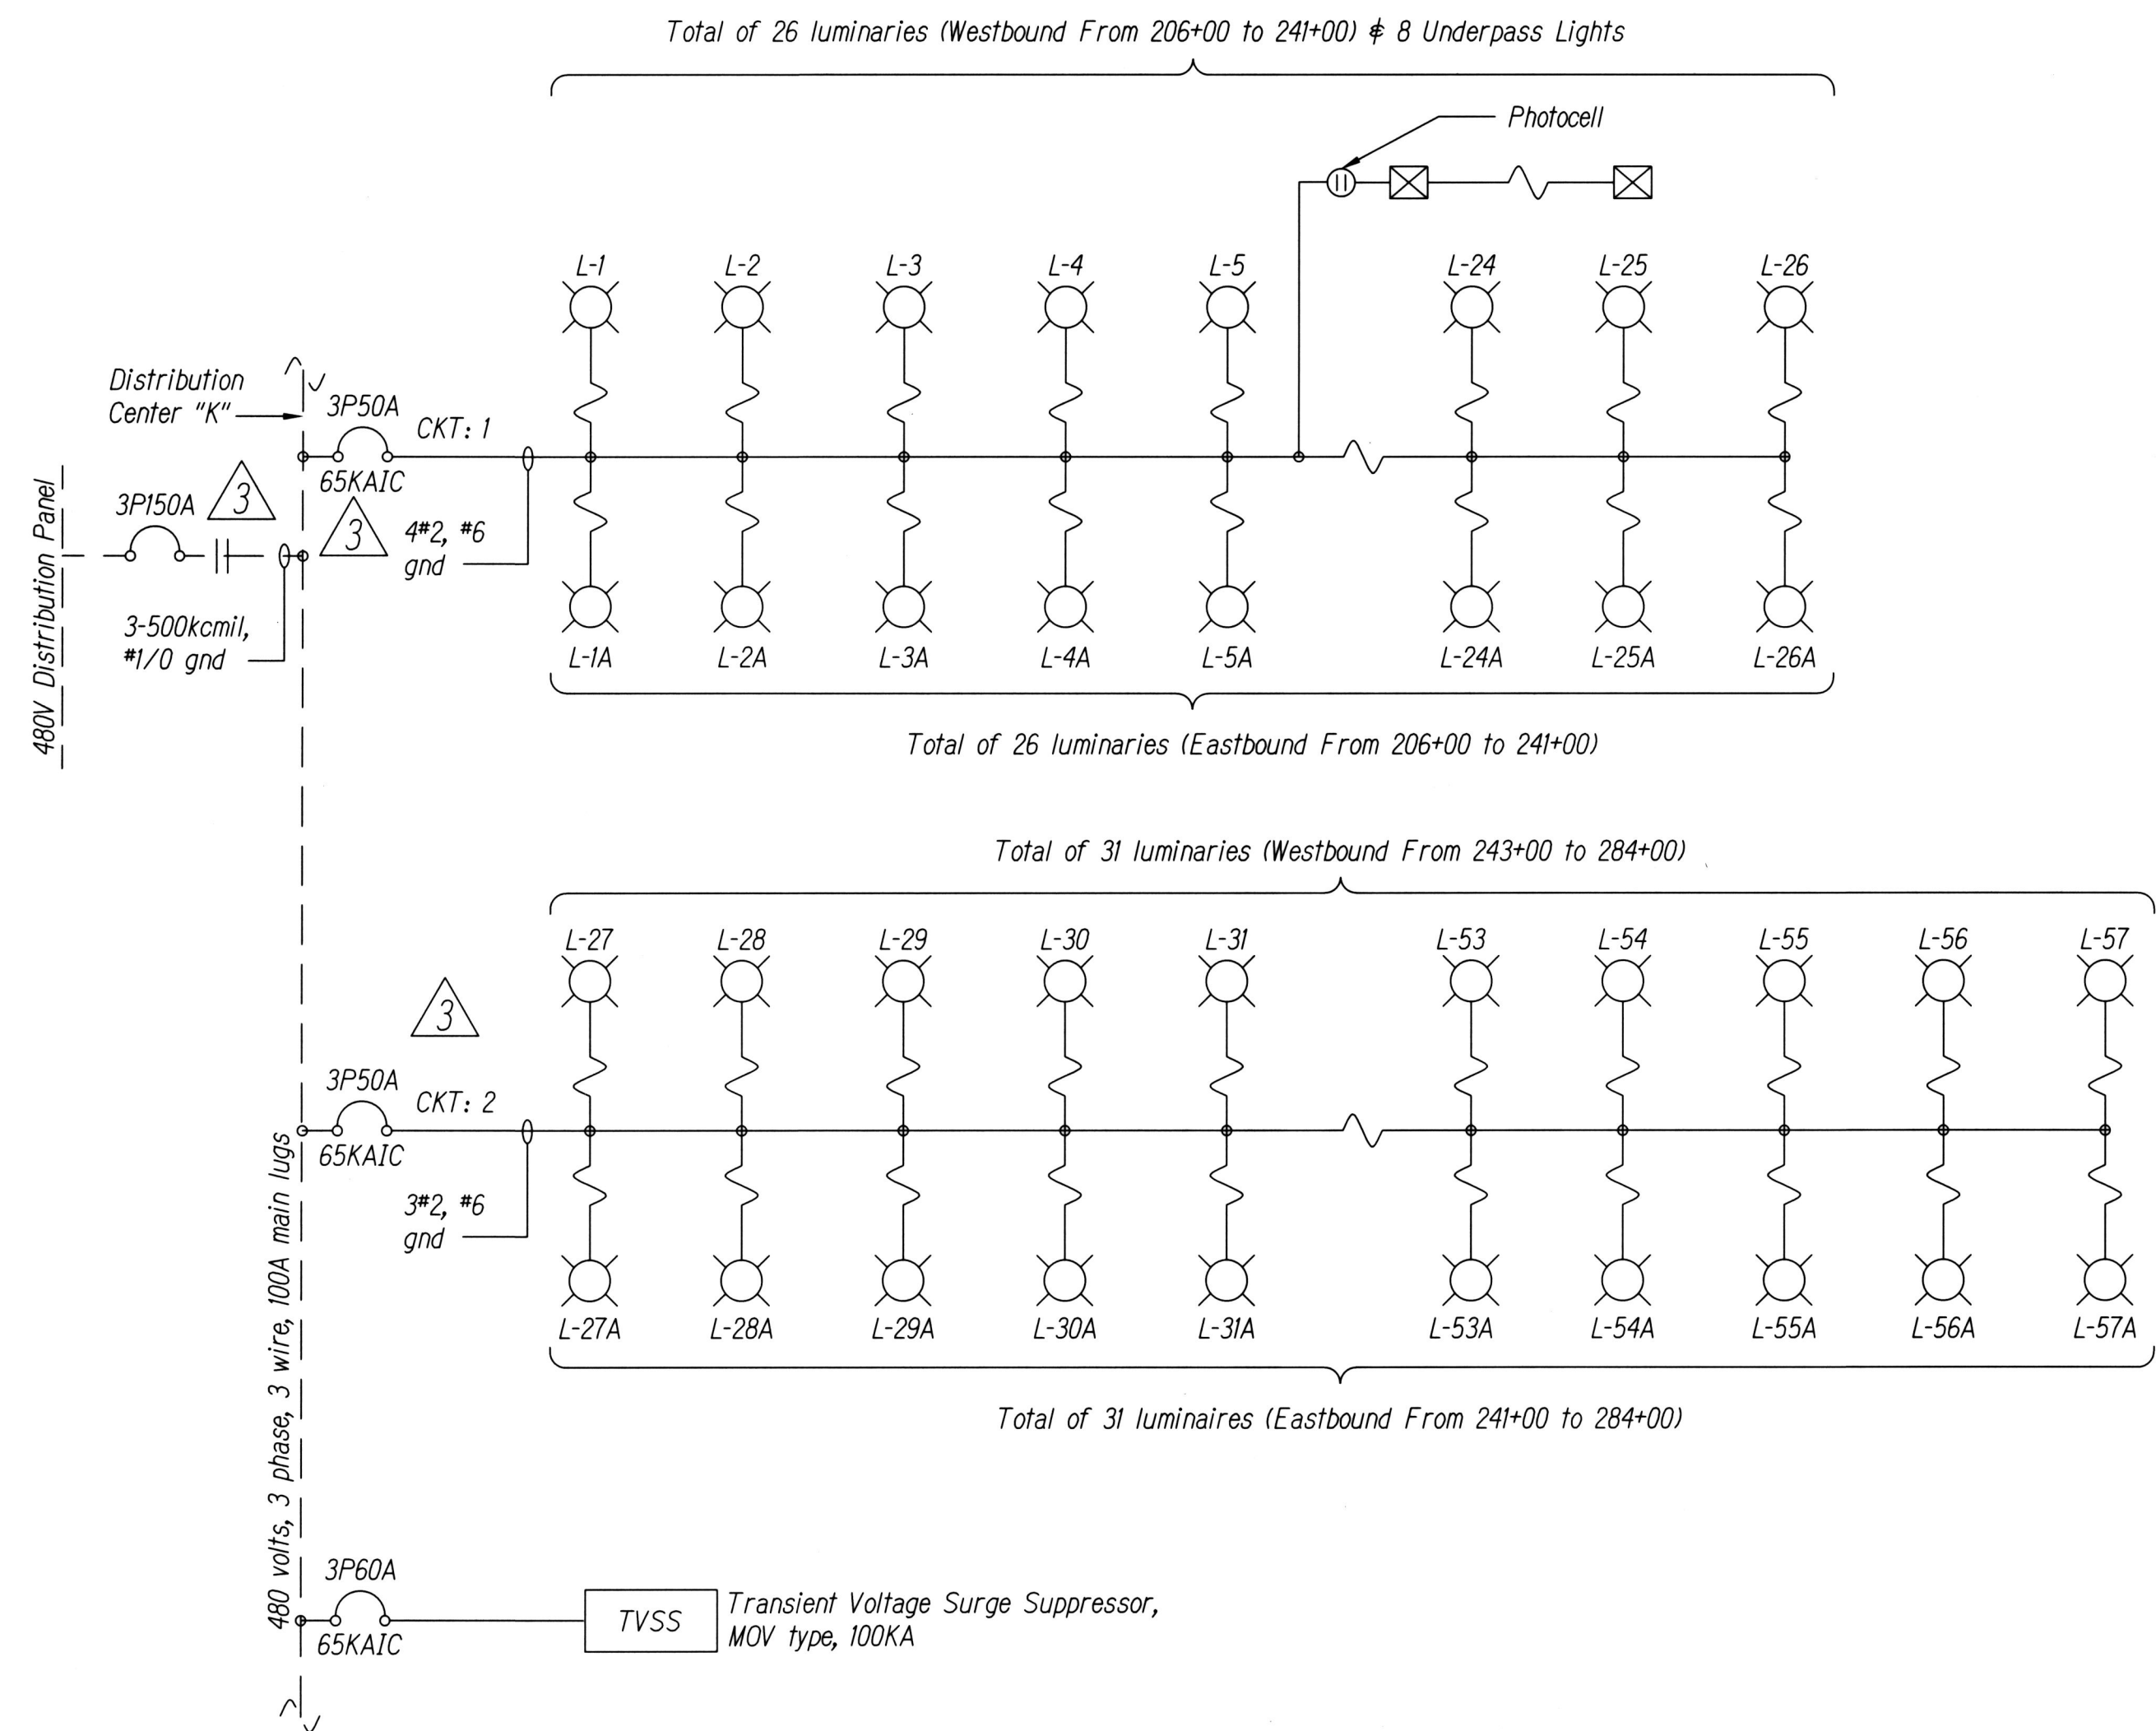 Total of 26 luminaries (Westbound From 206+00 to 241+00) & 8 Underpass Lights
Photocell
L-1 L-2 L-3 L-4 L-5 L-24 L-25 L-26
Distribution
Center "K"
3P50A
CKT: 1
65KAIC
480V Distribution Panel
3P150A
3
3
4#2, #6
gnd
3-500kcmil,
#1/0 gnd
L-1A L-2A L-3A L-4A L-5A L-24A L-25A L-26A
Total of 26 luminaries (Eastbound From 206+00 to 241+00)
Total of 31 luminaries (Westbound From 243+00 to 284+00)
L-27 L-28 L-29 L-30 L-31 L-53 L-54 L-55 L-56 L-57
3
3P50A
CKT: 2
65KAIC
3#2, #6
gnd
480 volts, 3 phase, 3 wire, 100A main lugs
L-27A L-28A L-29A L-30A L-31A L-53A L-54A L-55A L-56A L-57A
Total of 31 luminaires (Eastbound From 241+00 to 284+00)
3P60A
65KAIC
TVSS
Transient Voltage Surge Suppressor,
MOV type, 100KA